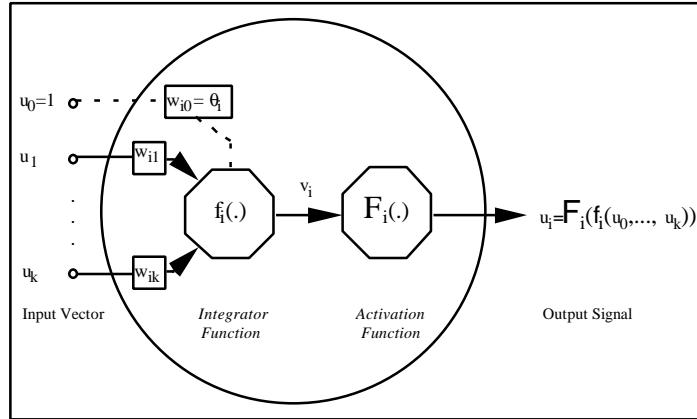 u0=1
wi0 = θi
u1
wi1
fi(.)
vi
Fi(.)
ui=Fi(fi(u0,..., uk))
uk
wik
Input Vector
Integrator
Function
Activation
Function
Output Signal